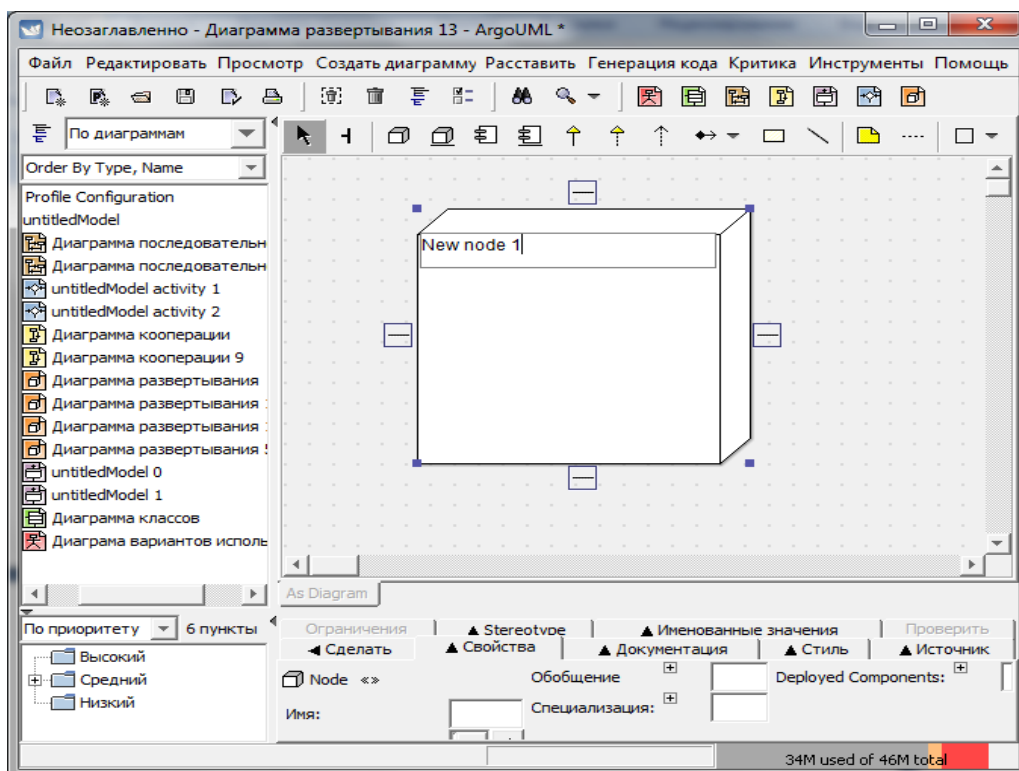 Неозаглавленно - Диаграмма развертывания 13 - ArgoUML *
Файл Редактировать Просмотр Создать диаграмму Расставить Генерация кода Критика Инструменты Помощь
По диаграммам
Order By Type, Name
Profile Configuration
untitledModel
Диаграмма последовательн
Диаграмма последовательн
untitledModel activity 1
untitledModel activity 2
Диаграмма кооперации
Диаграмма кооперации 9
Диаграмма развертывания
Диаграмма развертывания 1
Диаграмма развертывания
Диаграмма развертывания 5
untitledModel 0
untitledModel 1
Диаграмма классов
Диаграма вариантов исполь
New node 1
As Diagram
По приоритету 6 пункты
Высокий
Средний
Низкий
Ограничения Stereotype Именованные значения Проверить
Сделать Свойства Документация Стиль Источник
Node «» Обобщение Deployed Components:
Имя: Специализация:
34M used of 46M total